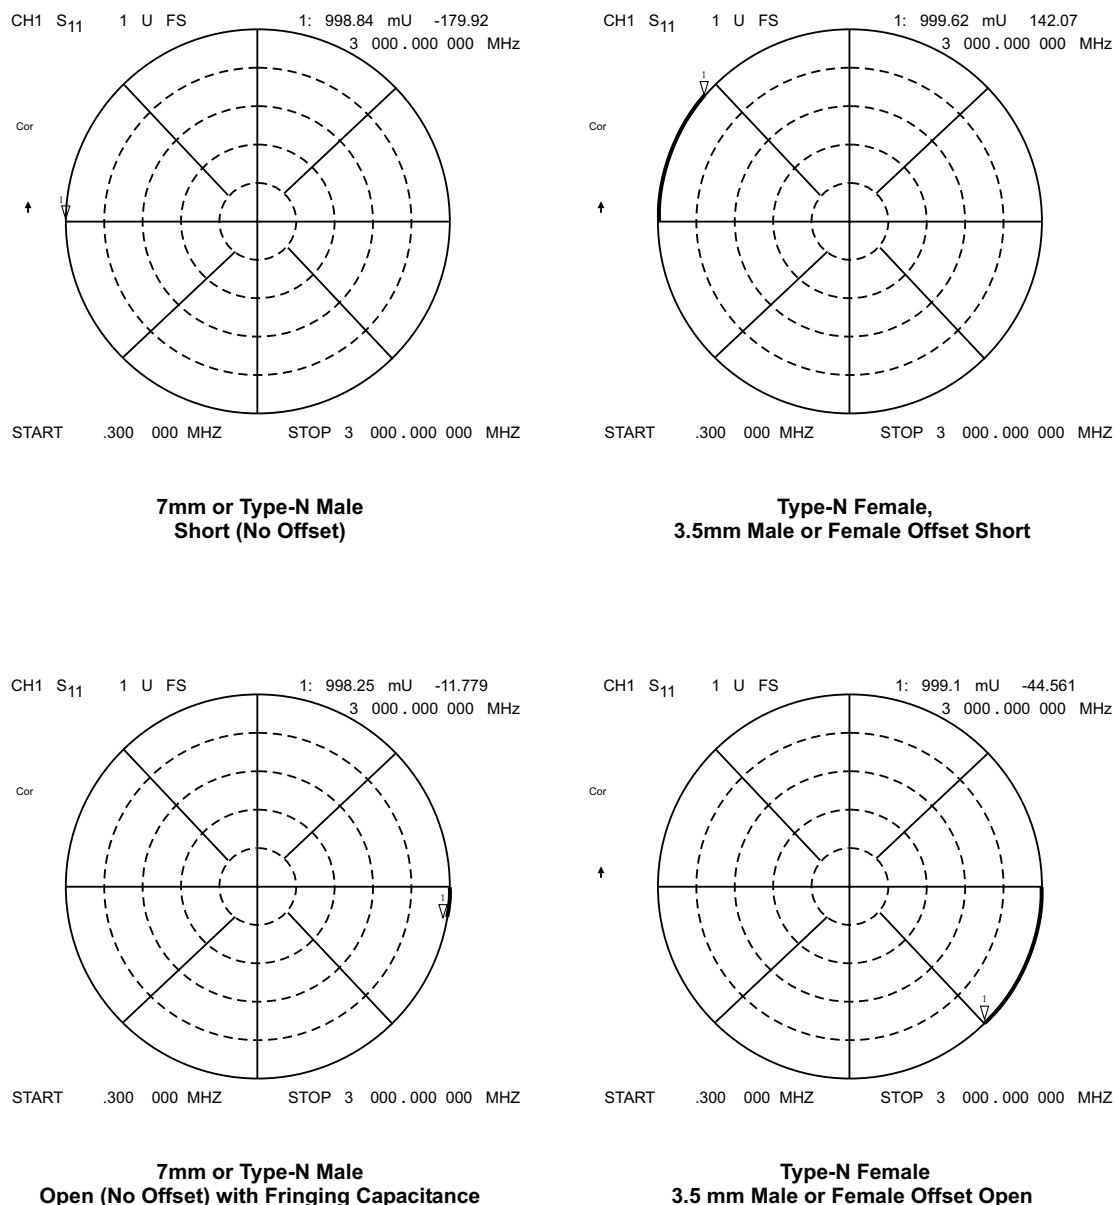 CH1 S11 1 U FS 1: 998.84 mU -179.92
3 000.000 000 MHz
Cor
1
START .300 000 MHZ STOP 3 000.000 000 MHZ
7mm or Type-N Male
Short (No Offset)
CH1 S11 1 U FS 1: 999.62 mU 142.07
3 000.000 000 MHz
Cor
1
START .300 000 MHZ STOP 3 000.000 000 MHZ
Type-N Female,
3.5mm Male or Female Offset Short
CH1 S11 1 U FS 1: 998.25 mU -11.779
3 000.000 000 MHz
Cor
1
START .300 000 MHZ STOP 3 000.000 000 MHZ
7mm or Type-N Male
Open (No Offset) with Fringing Capacitance
CH1 S11 1 U FS 1: 999.1 mU -44.561
3 000.000 000 MHz
Cor
1
START .300 000 MHZ STOP 3 000.000 000 MHZ
Type-N Female
3.5 mm Male or Female Offset Open